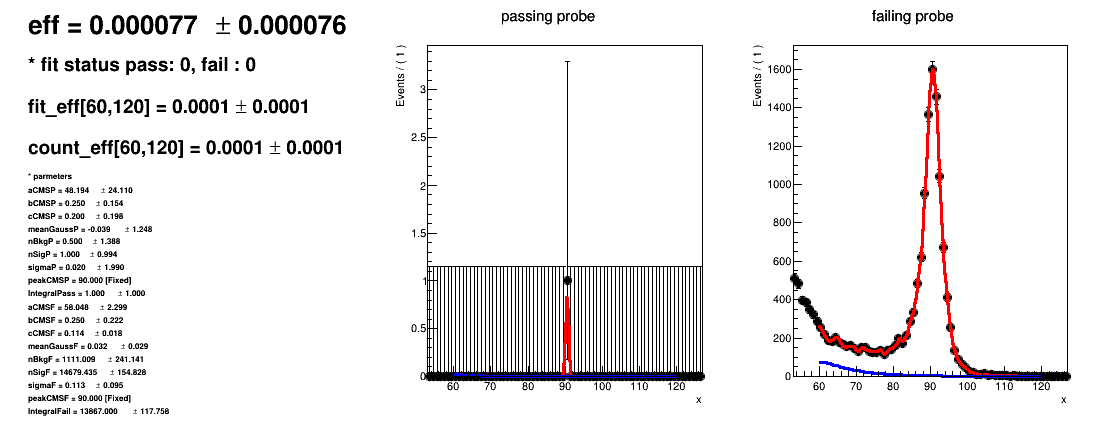 eff = 0.000077 ± 0.000076
* fit status pass: 0, fail : 0
fit_eff[60,120] = 0.0001 ± 0.0001
count_eff[60,120] = 0.0001 ± 0.0001
* parmeters
aCMSP = 48.194 ± 24.110
bCMSP = 0.250 ± 0.154
cCMSP = 0.200 ± 0.198
meanGaussP = -0.039 ± 1.248
nBkgP = 0.500 ± 1.388
nSigP = 1.000 ± 0.994
sigmaP = 0.020 ± 1.990
peakCMSP = 90.000 [Fixed]
IntegralPass = 1.000 ± 1.000
aCMSF = 58.048 ± 2.299
bCMSF = 0.250 ± 0.222
cCMSF = 0.114 ± 0.018
meanGaussF = 0.032 ± 0.029
nBkgF = 1111.009 ± 241.141
nSigF = 14679.435 ± 154.828
sigmaF = 0.113 ± 0.095
peakCMSF = 90.000 [Fixed]
IntegralFail = 13867.000 ± 117.758
passing probe
Events / ( 1 )
3
2.5
2
1.5
1
0.5
0
60 70 80 90 100 110 120
x
failing probe
Events / ( 1 )
1600
1400
1200
1000
800
600
400
200
0
60 70 80 90 100 110 120
x